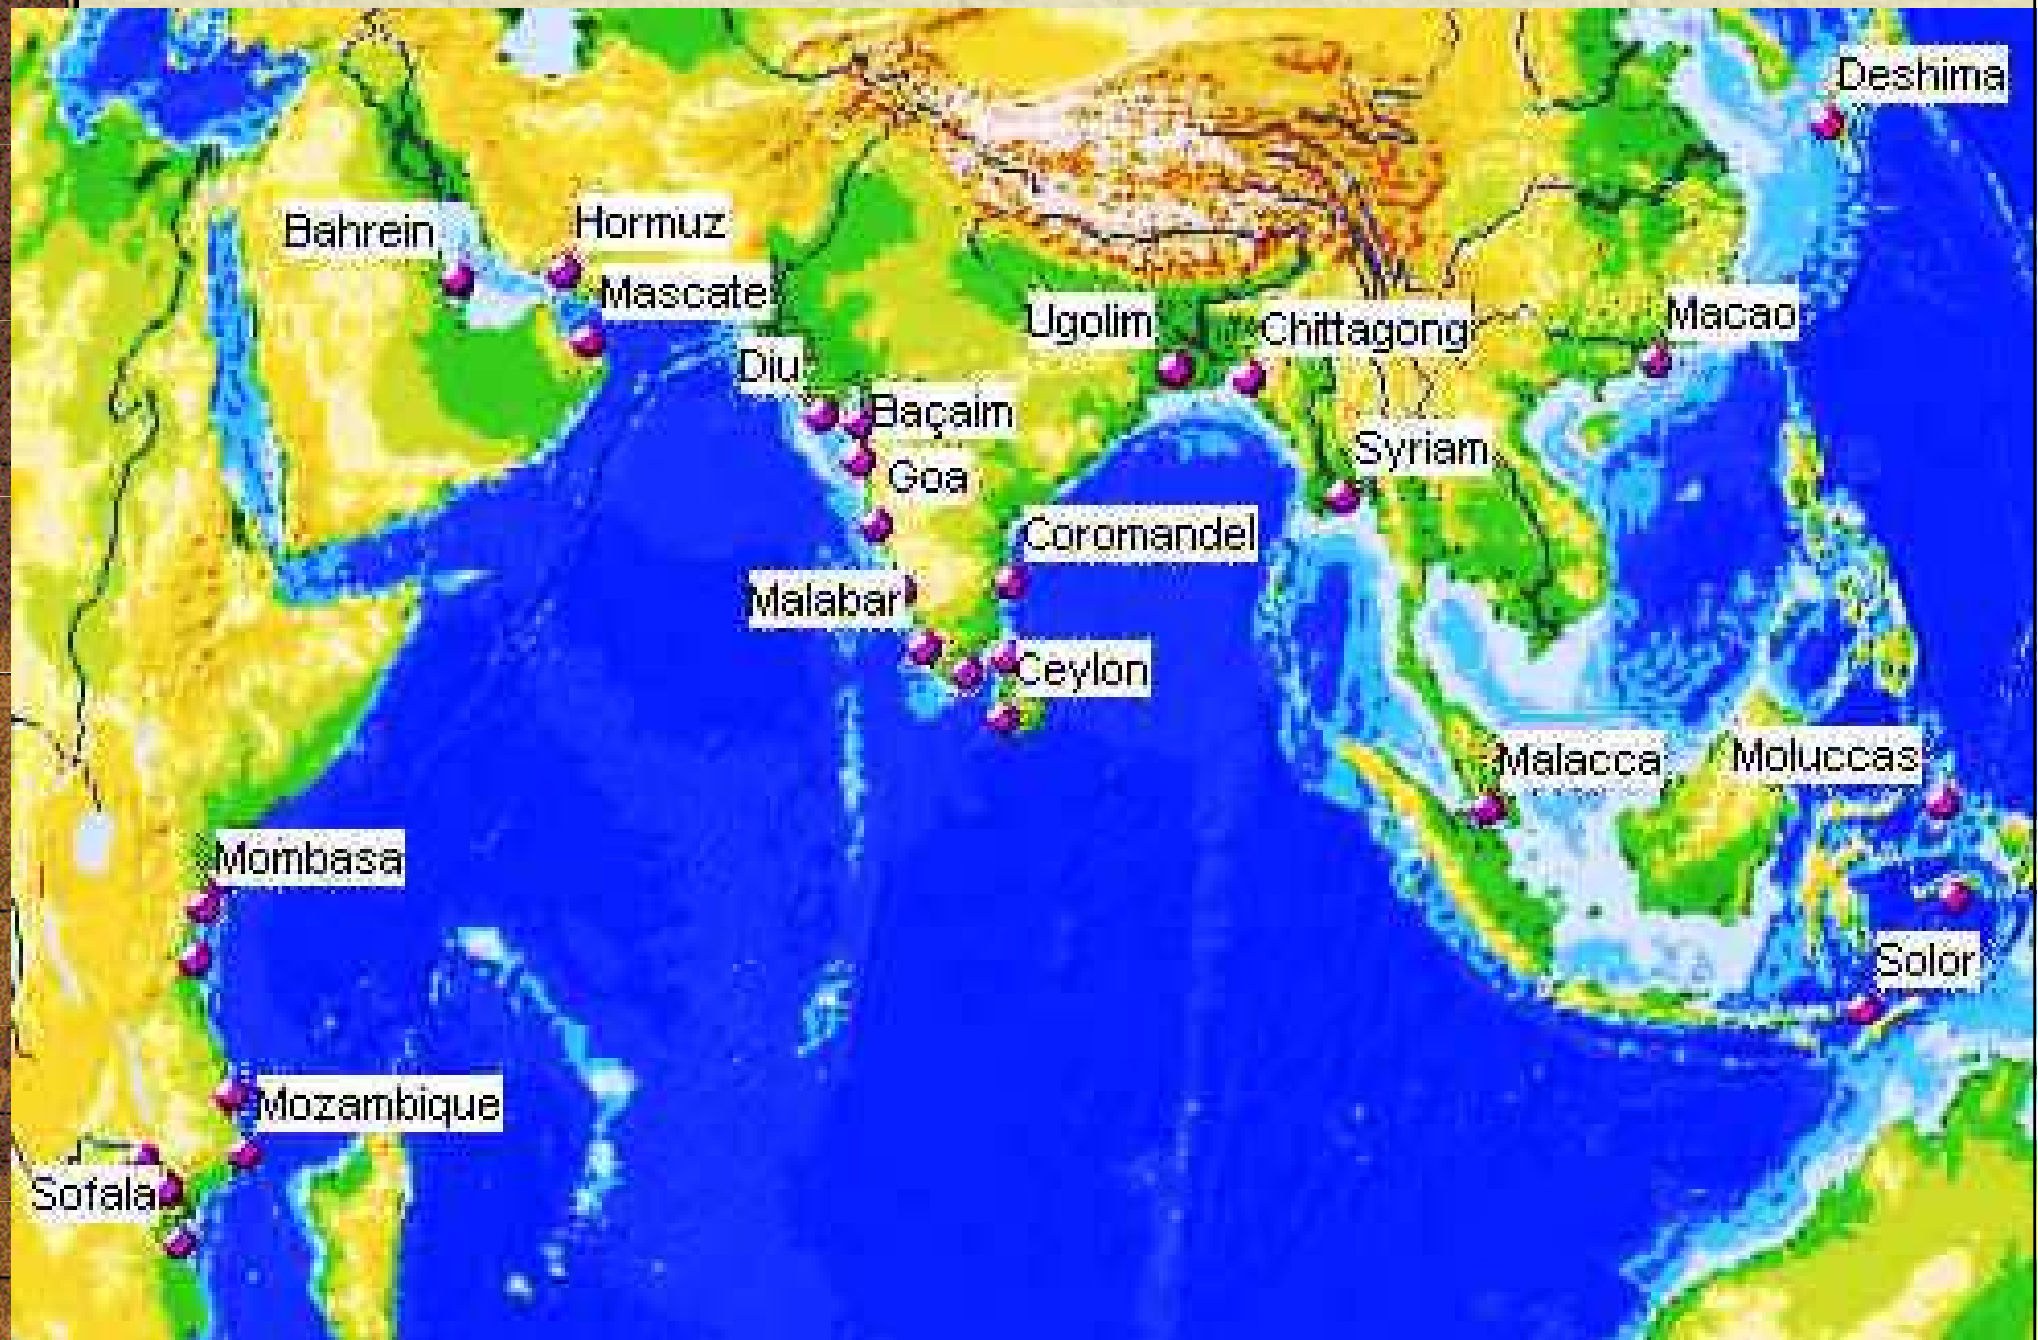 Deshima
Hormuz
Bahrein
Mascate
Macao
Ugolim
Chittagong
Diu
Baçaim
Syriam
Goa
Coromandel
Malabar
Ceylon
Malacca
Moluccas
Mombasa
Solor
Mozambique
Sofala